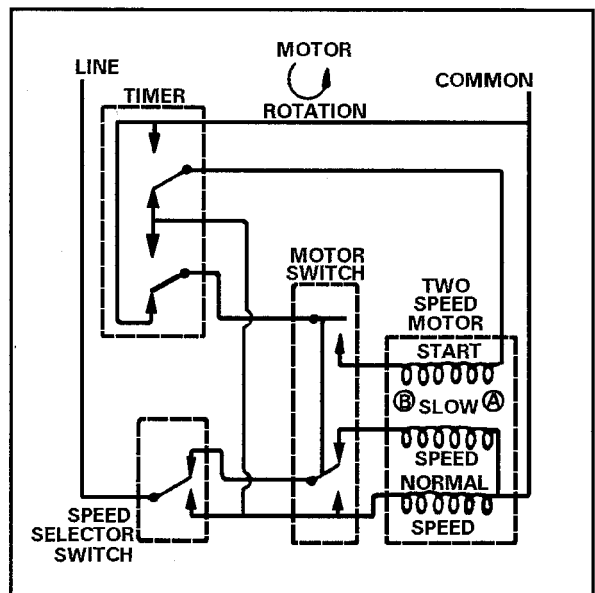 MOTOR
LINE
COMMON
TIMER
ROTATION
MOTOR
SWITCH
TWO
SPEED
MOTOR
START
B SLOW A
SPEED
NORMAL
SPEED
SPEED
SELECTOR
SWITCH